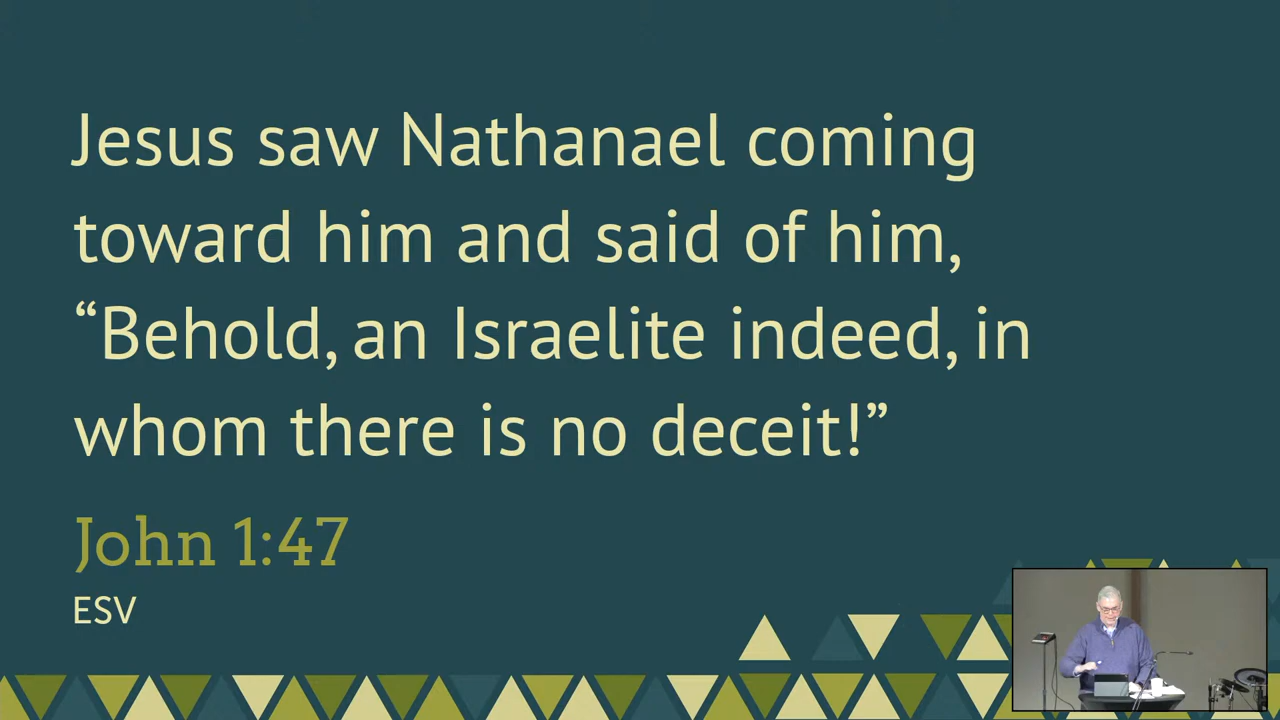 Jesus saw Nathanael coming
toward him and said of him,
“Behold, an Israelite indeed, in
whom there is no deceit!”
John 1:47
ESV